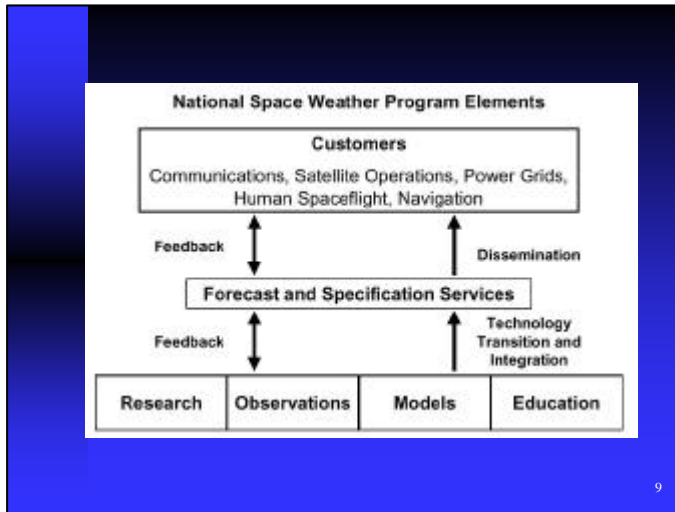 National Space Weather Program Elements
Customers
Communications, Satellite Operations, Power Grids,
Human Spaceflight, Navigation
Feedback
Dissemination
Forecast and Specification Services
Feedback
Technology
Transition and
Integration
Research
Observations
Models
Education
9